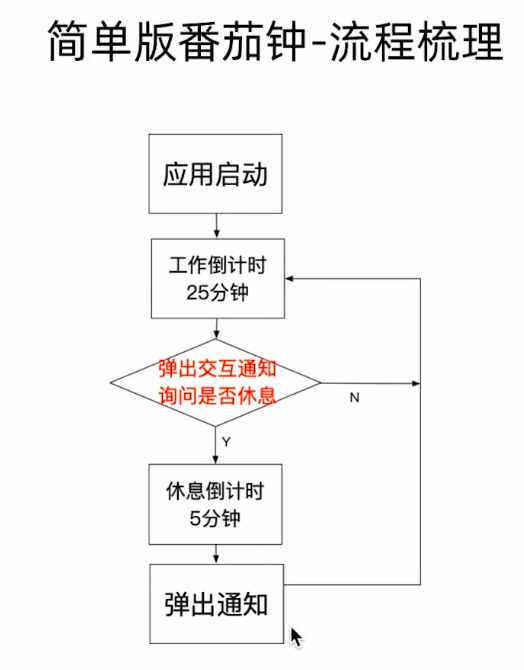 简单版番茄钟-流程梳理
应用启动
工作倒计时
25分钟
弹出交互通知
询问是否休息
N
Y
休息倒计时
5分钟
弹出通知